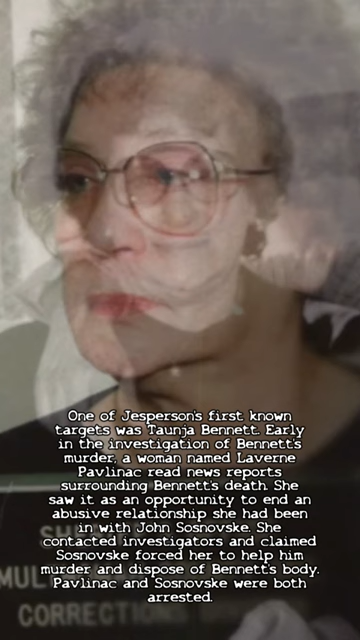 One of Jesperson's first known
targets was Taunja Bennett. Early
in the investigation of Bennett's
murder, a woman named Laverne
Pavlinac read news reports
surrounding Bennett's death. She
saw it as an opportunity to end an
abusive relationship she had been
in with John Sosnovske. She
contacted investigators and claimed
Sosnovske forced her to help him
murder and dispose of Bennett's body.
Pavlinac and Sosnovske were both
arrested.
CORRECTION